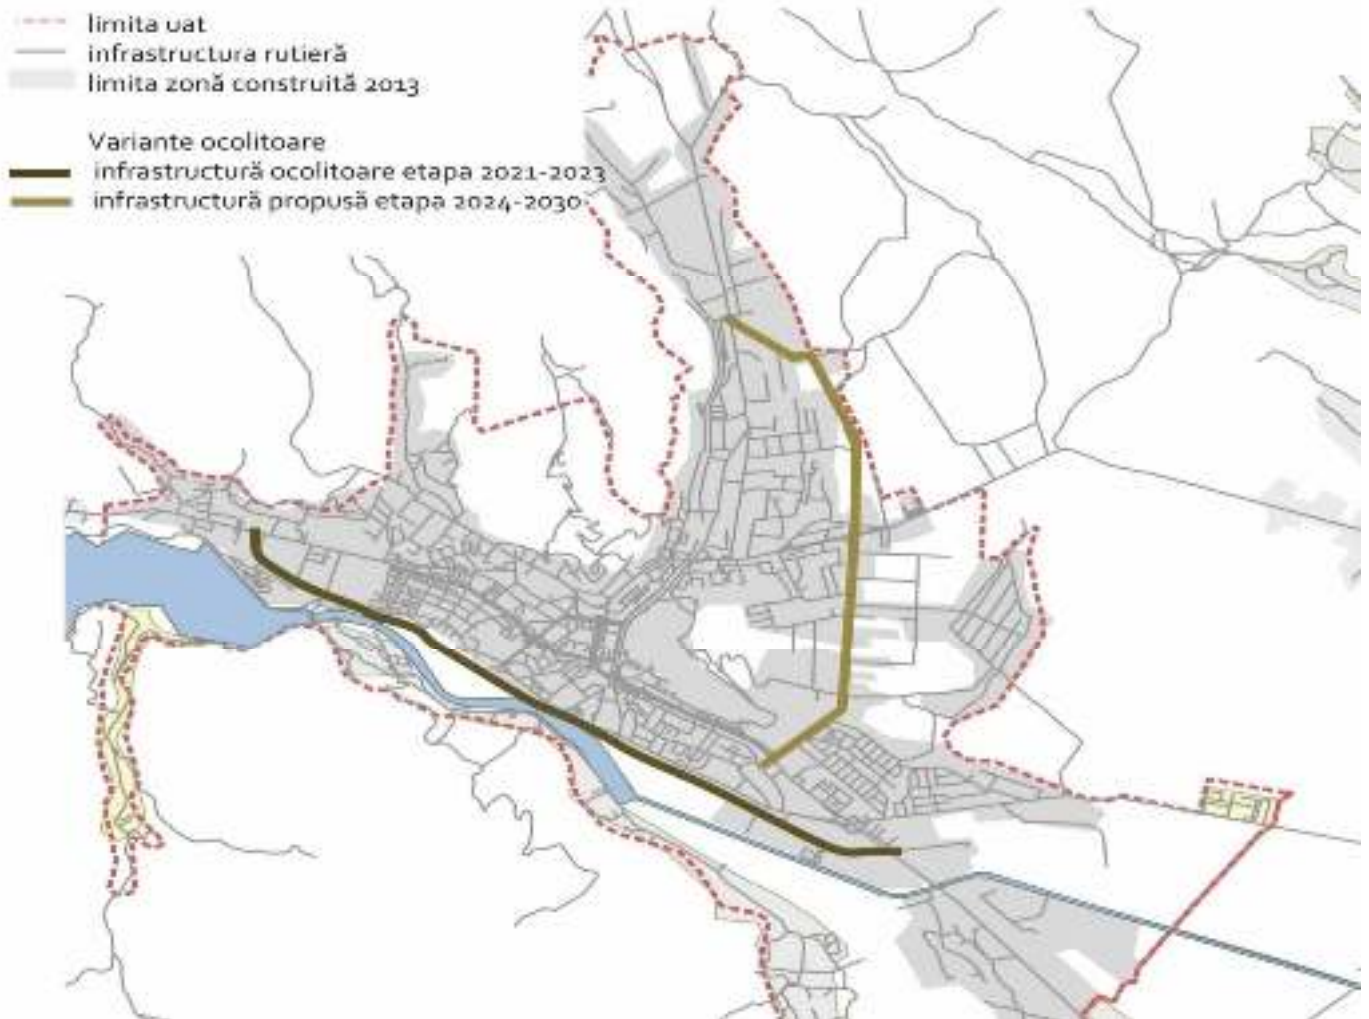 limita uat
infrastructura rutieră
limita zonă construită 2013
Variante ocolitoare
infrastructură ocolitoare etapa 2021-2023
infrastructură propusă etapa 2024-2030